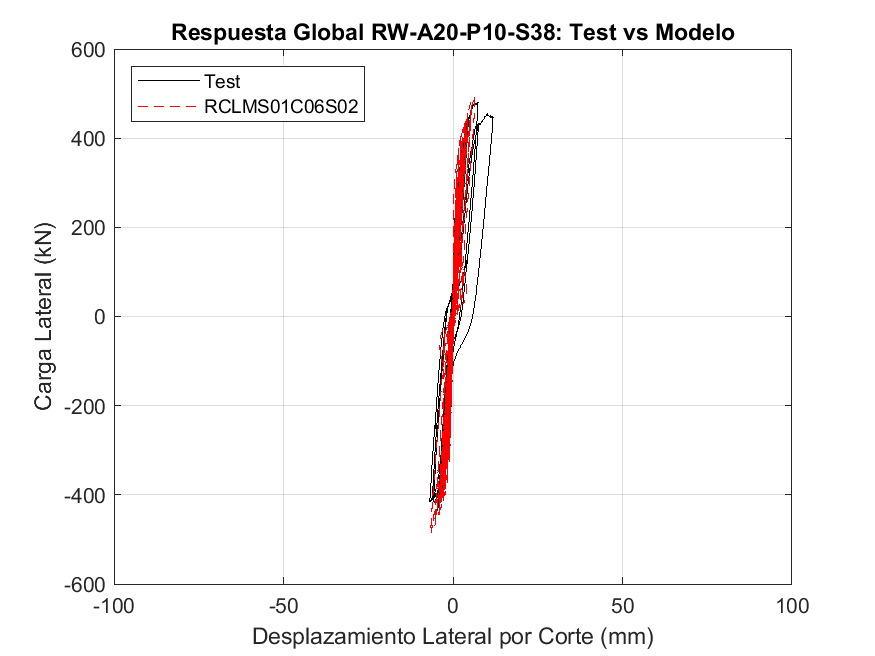 Respuesta Global RW-A20-P10-S38: Test vs Modelo
600
Test
RCLMS01C06S02
400
200
0
-200
-400
-600
Carga Lateral (kN)
-100
-50
0
50
100
Desplazamiento Lateral por Corte (mm)